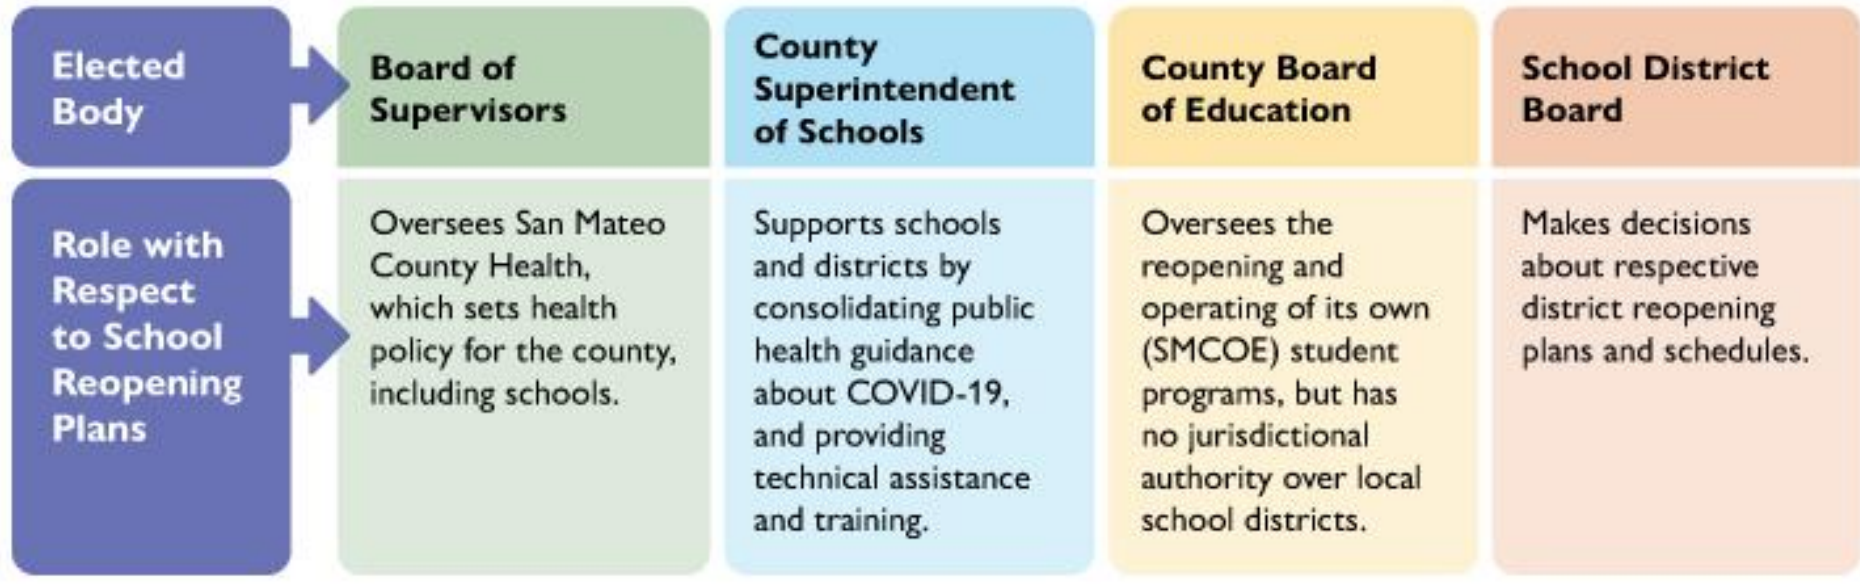 Elected
Body
Board of
Supervisors
County
Superintendent
of Schools
County Board
of Education
School District
Board
Role with
Respect
to School
Reopening
Plans
Oversees San Mateo
County Health,
which sets health
policy for the county,
including schools.
Supports schools
and districts by
consolidating public
health guidance
about COVID-19,
and providing
technical assistance
and training.
Oversees the
reopening and
operating of its own
(SMCOE) student
programs, but has
no jurisdictional
authority over local
school districts.
Makes decisions
about respective
district reopening
plans and schedules.